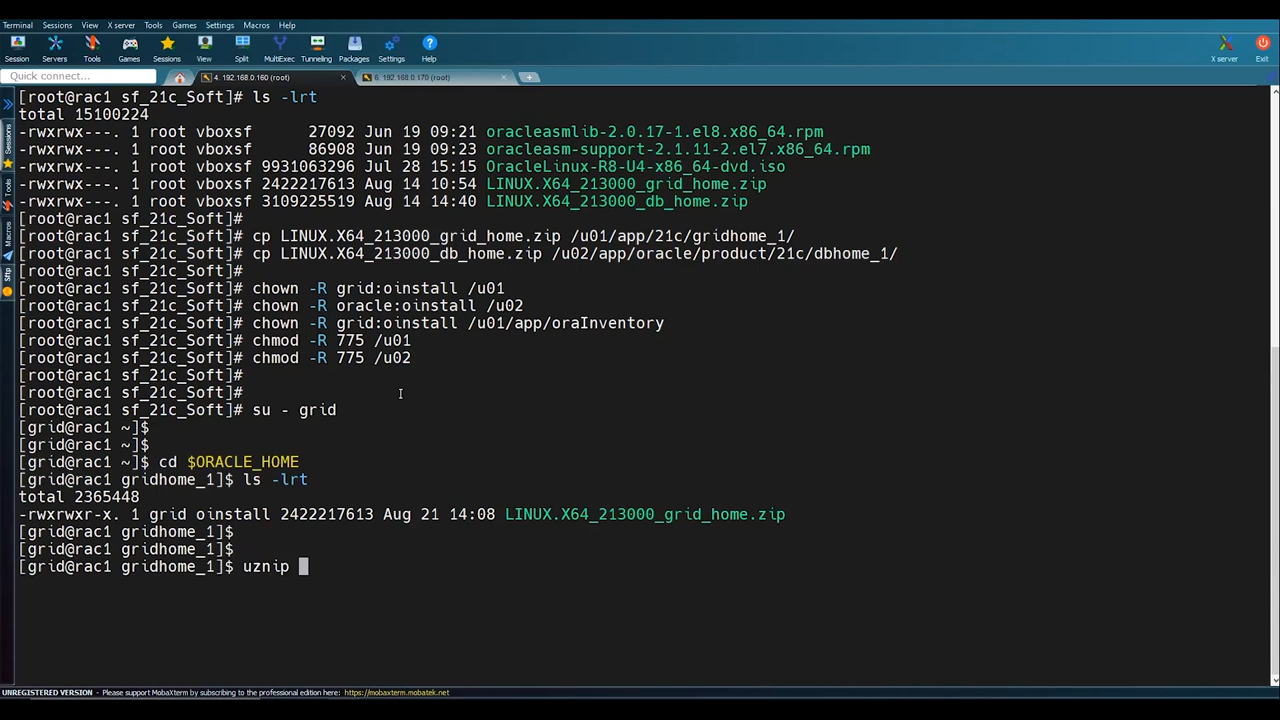 Terminal Sessions View X server Tools Games Settings Macros Help
Session Servers Tools Games Sessions View Split MultiExec Tunneling Packages Settings Help X server Exit
Quick connect... 4. 192.168.0.160 (root) 6. 192.168.0.170 (root)
[root@rac1 sf_21c_Soft]# ls -lrt
total 15100224
-rwxrwx---. 1 root vboxsf 27092 Jun 19 09:21 oracleasmlib-2.0.17-1.el8.x86_64.rpm
-rwxrwx---. 1 root vboxsf 86908 Jun 19 09:23 oracleasm-support-2.1.11-2.el7.x86_64.rpm
-rwxrwx---. 1 root vboxsf 9931063296 Jul 28 15:15 OracleLinux-R8-U4-x86_64-dvd.iso
-rwxrwx---. 1 root vboxsf 2422217613 Aug 14 10:54 LINUX.X64_213000_grid_home.zip
-rwxrwx---. 1 root vboxsf 3109225519 Aug 14 14:40 LINUX.X64_213000_db_home.zip
[root@rac1 sf_21c_Soft]#
[root@rac1 sf_21c_Soft]# cp LINUX.X64_213000_grid_home.zip /u01/app/21c/gridhome_1/
[root@rac1 sf_21c_Soft]# cp LINUX.X64_213000_db_home.zip /u02/app/oracle/product/21c/dbhome_1/
[root@rac1 sf_21c_Soft]#
[root@rac1 sf_21c_Soft]# chown -R grid:oinstall /u01
[root@rac1 sf_21c_Soft]# chown -R oracle:oinstall /u02
[root@rac1 sf_21c_Soft]# chown -R grid:oinstall /u01/app/oraInventory
[root@rac1 sf_21c_Soft]# chmod -R 775 /u01
[root@rac1 sf_21c_Soft]# chmod -R 775 /u02
[root@rac1 sf_21c_Soft]#
[root@rac1 sf_21c_Soft]#
[root@rac1 sf_21c_Soft]# su - grid
[grid@rac1 ~]$
[grid@rac1 ~]$
[grid@rac1 ~]$ cd $ORACLE_HOME
[grid@rac1 gridhome_1]$ ls -lrt
total 2365448
-rwxrwxr-x. 1 grid oinstall 2422217613 Aug 21 14:08 LINUX.X64_213000_grid_home.zip
[grid@rac1 gridhome_1]$
[grid@rac1 gridhome_1]$
[grid@rac1 gridhome_1]$ uznip
Sessions
Tools
Macros
Sftp
UNREGISTERED VERSION - Please support MobaXterm by subscribing to the professional edition here: https://mobaxterm.mobatek.net